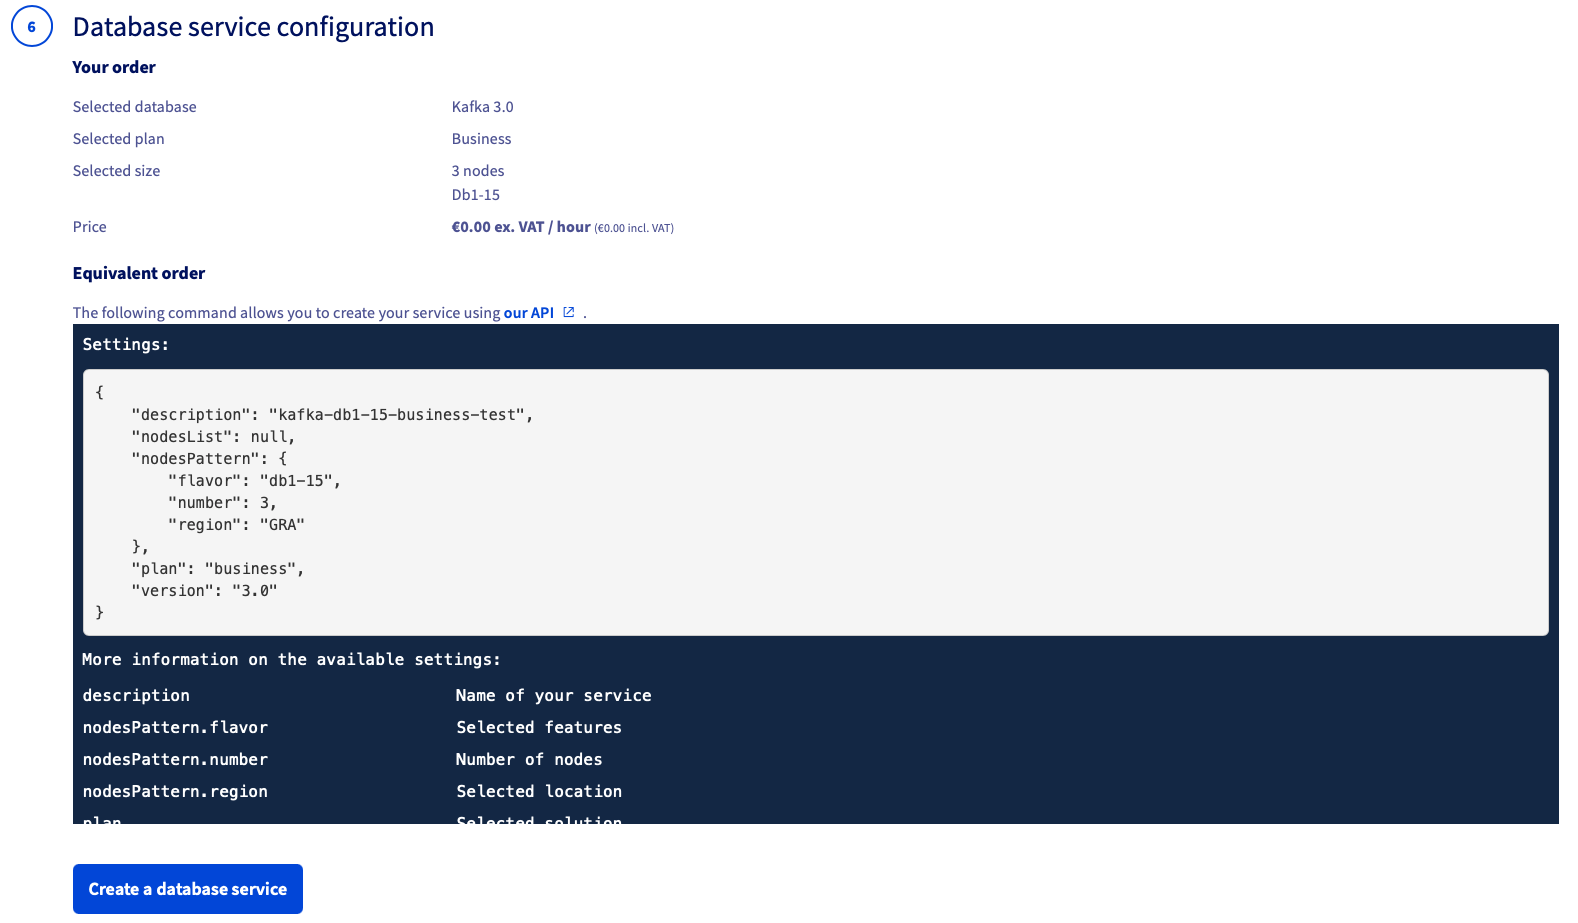 6
Database service configuration
Your order
Selected database Kafka 3.0
Selected plan Business
Selected size 3 nodes
Db1-15
Price €0.00 ex. VAT / hour (€0.00 incl. VAT)
Equivalent order
The following command allows you to create your service using our API .
Settings:
{
    "description": "kafka-db1-15-business-test",
    "nodesList": null,
    "nodesPattern": {
        "flavor": "db1-15",
        "number": 3,
        "region": "GRA"
    },
    "plan": "business",
    "version": "3.0"
}
More information on the available settings:
description Name of your service
nodesPattern.flavor Selected features
nodesPattern.number Number of nodes
nodesPattern.region Selected location
plan Selected solution
Create a database service